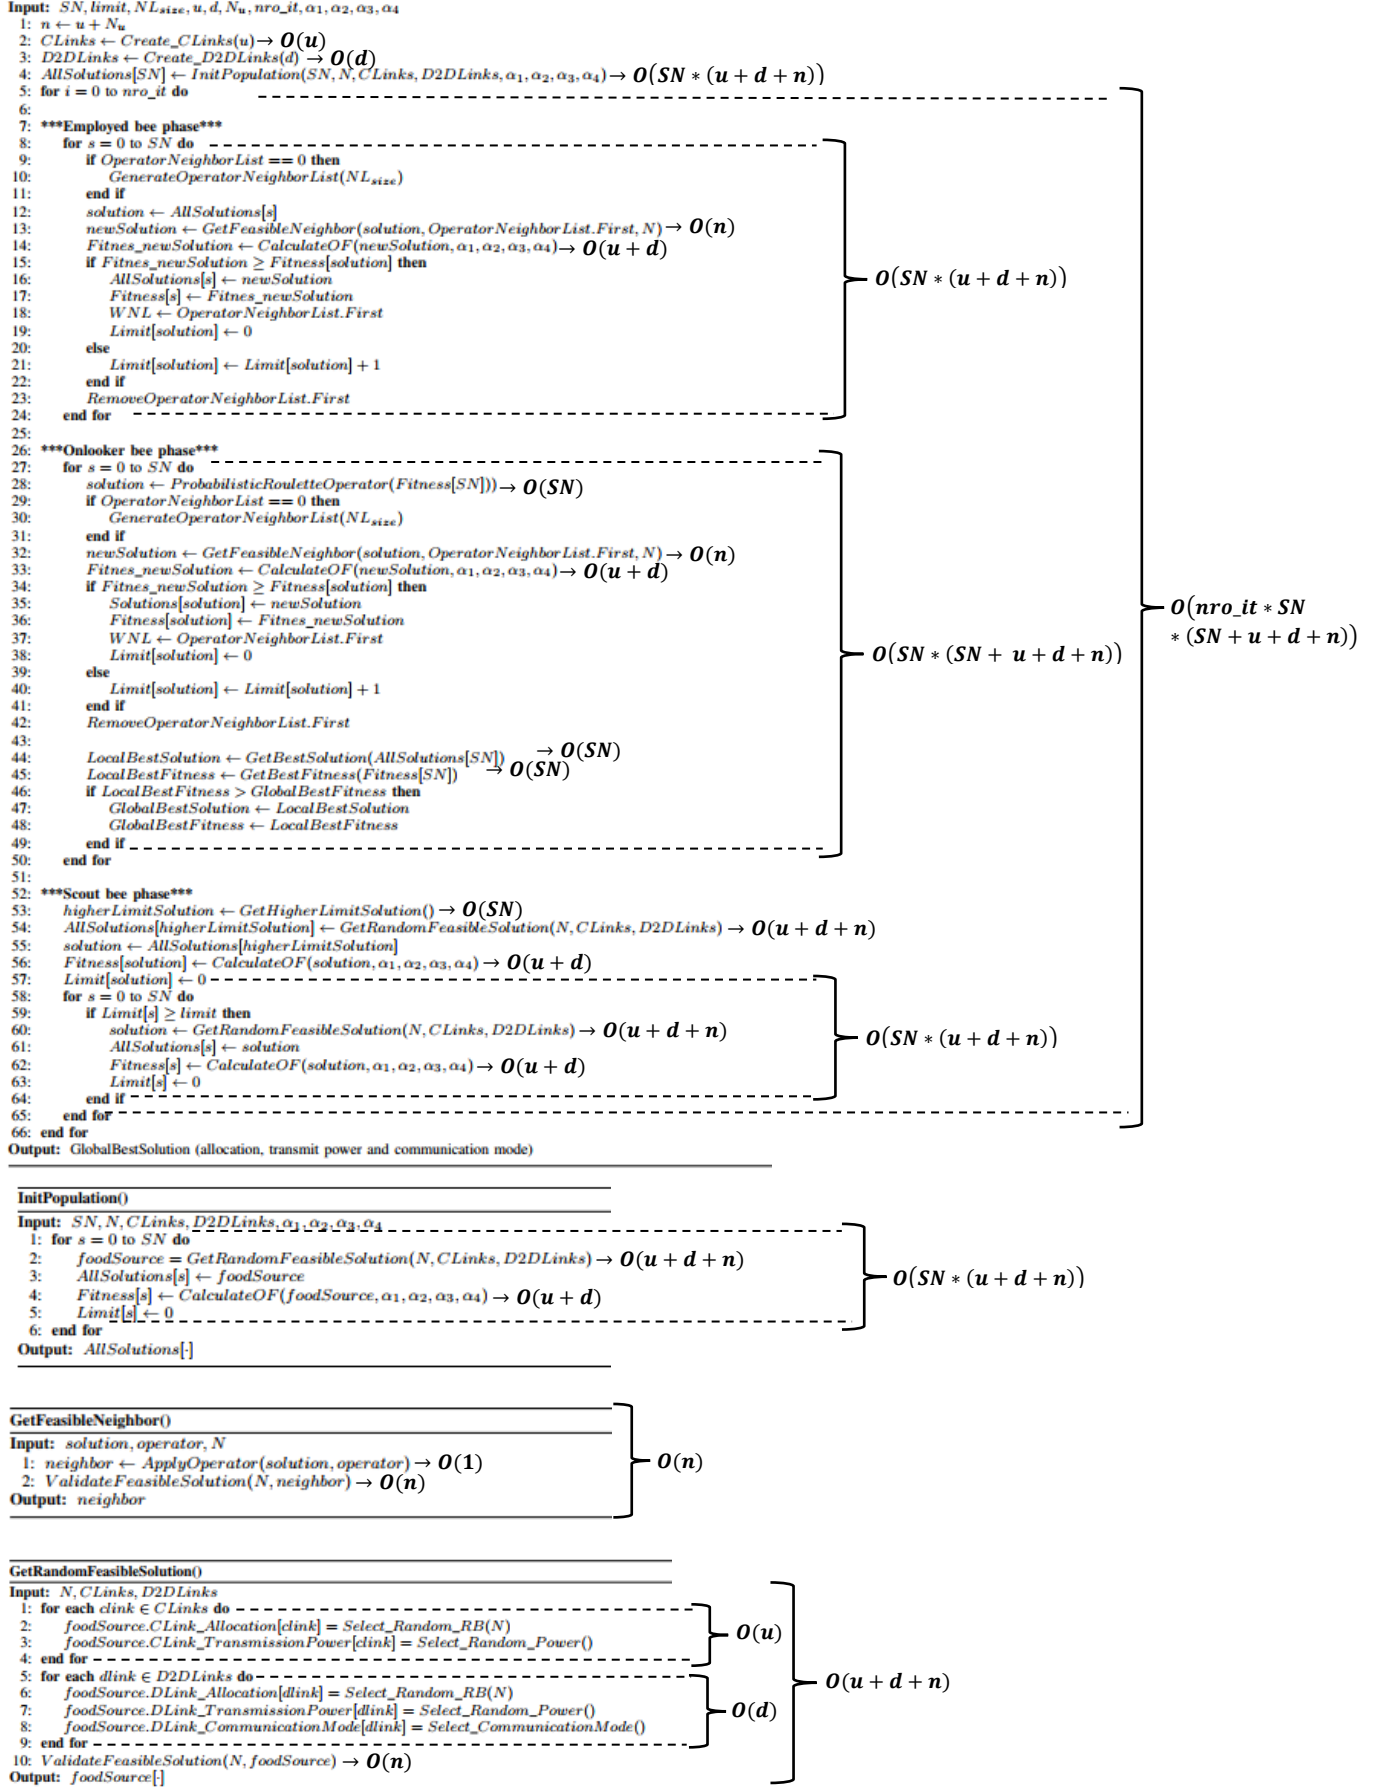 Input: SN, limit, NL_size, u, d, N_u, nro_it, α₁, α₂, α₃, α₄
1: n ← u + N_u
2: CLinks ← Create_CLinks(u) → O(u)
3: D2DLinks ← Create_D2DLinks(d) → O(d)
4: AllSolutions[SN] ← InitPopulation(SN, N, CLinks, D2DLinks, α₁, α₂, α₃, α₄) → O(SN * (u + d + n))
5: for i = 0 to nro_it do
6:
7: ***Employed bee phase***
8: for s = 0 to SN do
9: if OperatorNeighborList == 0 then
10: GenerateOperatorNeighborList(NL_size)
11: end if
12: solution ← AllSolutions[s]
13: newSolution ← GetFeasibleNeighbor(solution, OperatorNeighborList.First, N) → O(n)
14: Fitnes_newSolution ← CalculateOF(newSolution, α₁, α₂, α₃, α₄) → O(u + d)
15: if Fitnes_newSolution ≥ Fitness[solution] then
16: AllSolutions[s] ← newSolution
O(SN * (u + d + n))
17: Fitness[s] ← Fitnes_newSolution
18: WNL ← OperatorNeighborList.First
19: Limit[solution] ← 0
20: else
21: Limit[solution] ← Limit[solution] + 1
22: end if
23: RemoveOperatorNeighborList.First
24: end for
25:
26: ***Onlooker bee phase***
27: for s = 0 to SN do
28: solution ← ProbabilisticRouletteOperator(Fitness[SN])) → O(SN)
29: if OperatorNeighborList == 0 then
30: GenerateOperatorNeighborList(NL_size)
31: end if
32: newSolution ← GetFeasibleNeighbor(solution, OperatorNeighborList.First, N) → O(n)
33: Fitnes_newSolution ← CalculateOF(newSolution, α₁, α₂, α₃, α₄) → O(u + d)
34: if Fitnes_newSolution ≥ Fitness[solution] then
35: Solutions[solution] ← newSolution
O(nro_it * SN
36: Fitness[solution] ← Fitnes_newSolution
37: WNL ← OperatorNeighborList.First
* (SN + u + d + n))
38: Limit[solution] ← 0
O(SN * (SN + u + d + n))
39: else
40: Limit[solution] ← Limit[solution] + 1
41: end if
42: RemoveOperatorNeighborList.First
43:
44: LocalBestSolution ← GetBestSolution(AllSolutions[SN]) → O(SN)
45: LocalBestFitness ← GetBestFitness(Fitness[SN]) → O(SN)
46: if LocalBestFitness > GlobalBestFitness then
47: GlobalBestSolution ← LocalBestSolution
48: GlobalBestFitness ← LocalBestFitness
49: end if
50: end for
51:
52: ***Scout bee phase***
53: higherLimitSolution ← GetHigherLimitSolution() → O(SN)
54: AllSolutions[higherLimitSolution] ← GetRandomFeasibleSolution(N, CLinks, D2DLinks) → O(u + d + n)
55: solution ← AllSolutions[higherLimitSolution]
56: Fitness[solution] ← CalculateOF(solution, α₁, α₂, α₃, α₄) → O(u + d)
57: Limit[solution] ← 0
58: for s = 0 to SN do
59: if Limit[s] ≥ limit then
60: solution ← GetRandomFeasibleSolution(N, CLinks, D2DLinks) → O(u + d + n)
O(SN * (u + d + n))
61: AllSolutions[s] ← solution
62: Fitness[s] ← CalculateOF(solution, α₁, α₂, α₃, α₄) → O(u + d)
63: Limit[s] ← 0
64: end if
65: end for
66: end for
Output: GlobalBestSolution (allocation, transmit power and communication mode)
InitPopulation()
Input: SN, N, CLinks, D2DLinks, α₁, α₂, α₃, α₄
1: for s = 0 to SN do
2: foodSource = GetRandomFeasibleSolution(N, CLinks, D2DLinks) → O(u + d + n)
3: AllSolutions[s] ← foodSource
O(SN * (u + d + n))
4: Fitness[s] ← CalculateOF(foodSource, α₁, α₂, α₃, α₄) → O(u + d)
5: Limit[s] ← 0
6: end for
Output: AllSolutions[·]
GetFeasibleNeighbor()
Input: solution, operator, N
1: neighbor ← ApplyOperator(solution, operator) → O(1)
O(n)
2: ValidateFeasibleSolution(N, neighbor) → O(n)
Output: neighbor
GetRandomFeasibleSolution()
Input: N, CLinks, D2DLinks
1: for each clink ∈ CLinks do
2: foodSource.CLink_Allocation[clink] = Select_Random_RB(N)
O(u)
3: foodSource.CLink_TransmissionPower[clink] = Select_Random_Power()
4: end for
5: for each dlink ∈ D2DLinks do
O(u + d + n)
6: foodSource.DLink_Allocation[dlink] = Select_Random_RB(N)
7: foodSource.DLink_TransmissionPower[dlink] = Select_Random_Power()
O(d)
8: foodSource.DLink_CommunicationMode[dlink] = Select_CommunicationMode()
9: end for
10: ValidateFeasibleSolution(N, foodSource) → O(n)
Output: foodSource[·]